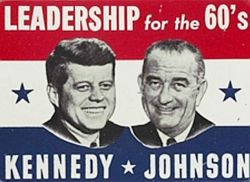 LEADERSHIP for the 60'S
KENNEDY ★ JOHNSON